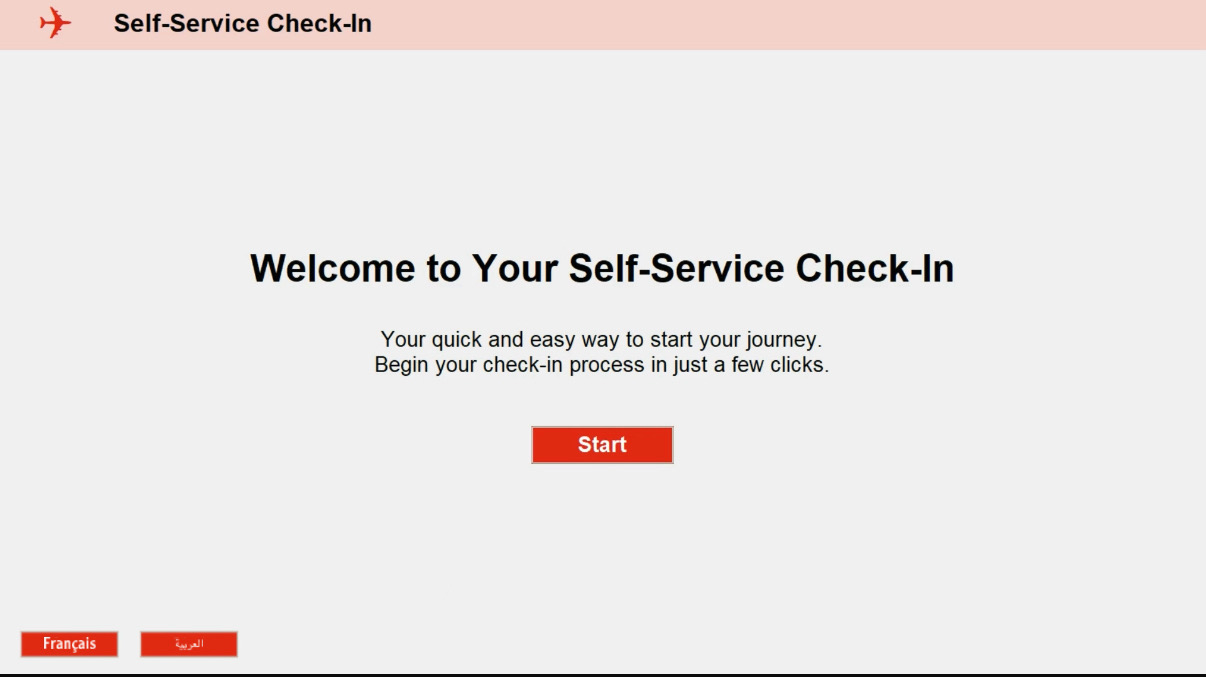 Self-Service Check-In
Welcome to Your Self-Service Check-In
Your quick and easy way to start your journey.
Begin your check-in process in just a few clicks.
Start
Français
العربية